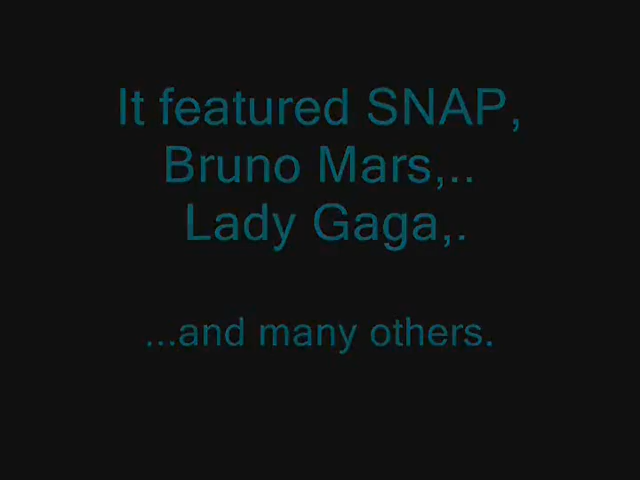 It featured SNAP,
Bruno Mars,..
Lady Gaga,.
...and many others.